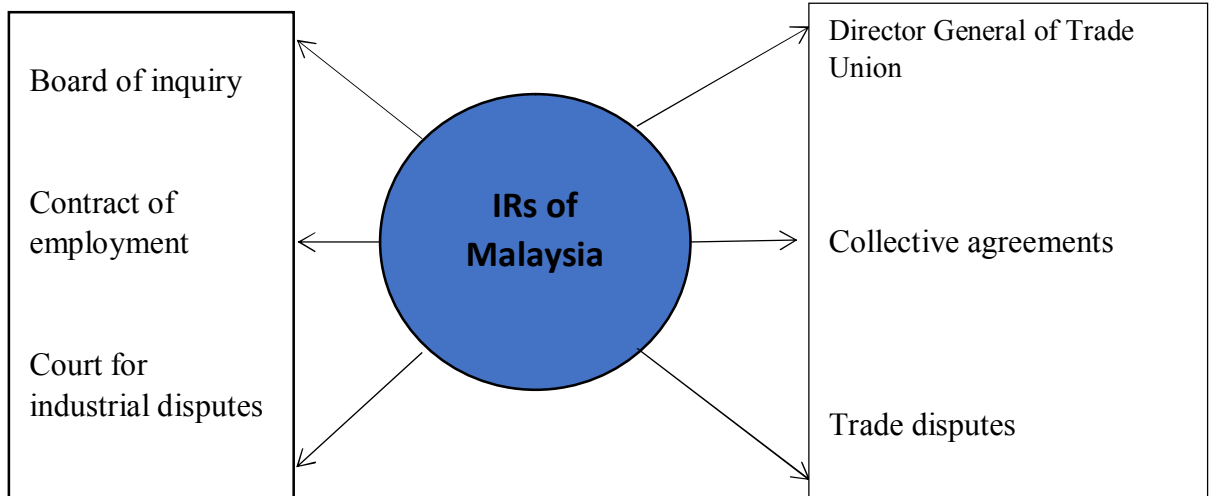 Board of inquiry
Contract of
employment
Court for
industrial disputes
IRs of
Malaysia
Director General of Trade
Union
Collective agreements
Trade disputes